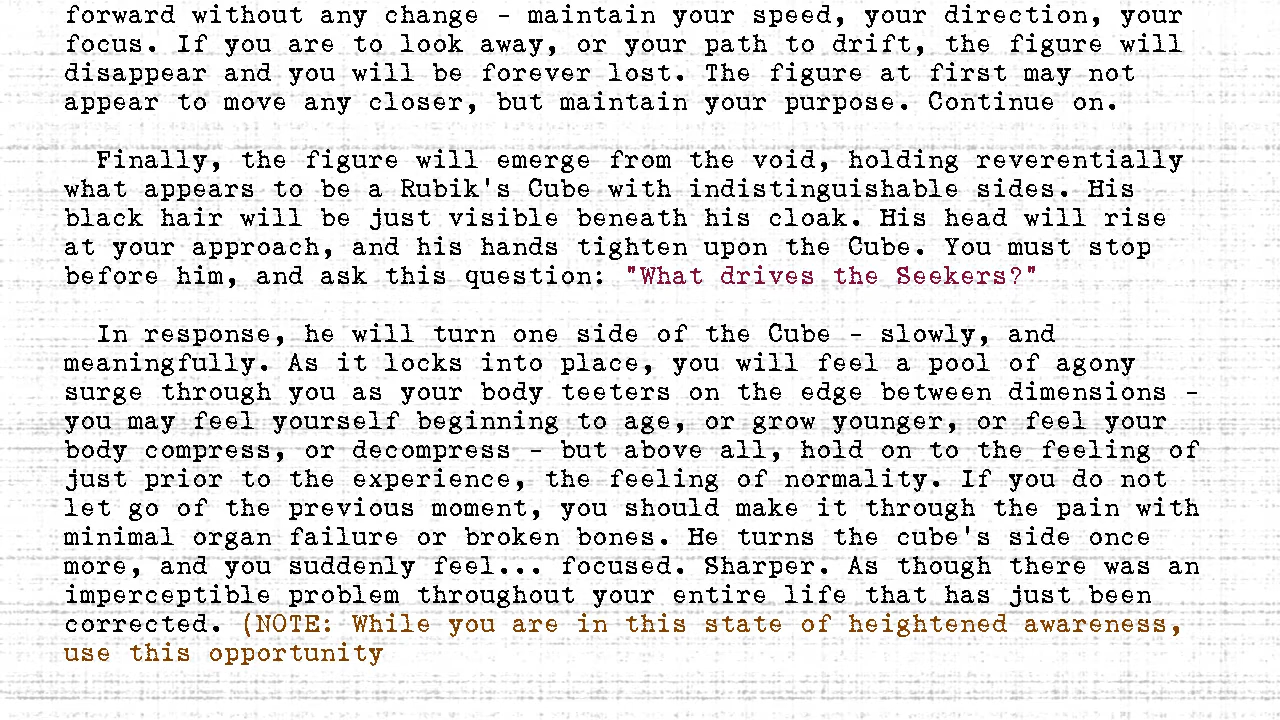 forward without any change - maintain your speed, your direction, your
focus. If you are to look away, or your path to drift, the figure will
disappear and you will be forever lost. The figure at first may not
appear to move any closer, but maintain your purpose. Continue on.
Finally, the figure will emerge from the void, holding reverentially
what appears to be a Rubik's Cube with indistinguishable sides. His
black hair will be just visible beneath his cloak. His head will rise
at your approach, and his hands tighten upon the Cube. You must stop
before him, and ask this question: "What drives the Seekers?"
In response, he will turn one side of the Cube - slowly, and
meaningfully. As it locks into place, you will feel a pool of agony
surge through you as your body teeters on the edge between dimensions -
you may feel yourself beginning to age, or grow younger, or feel your
body compress, or decompress - but above all, hold on to the feeling of
just prior to the experience, the feeling of normality. If you do not
let go of the previous moment, you should make it through the pain with
minimal organ failure or broken bones. He turns the cube's side once
more, and you suddenly feel... focused. Sharper. As though there was an
imperceptible problem throughout your entire life that has just been
corrected. (NOTE: While you are in this state of heightened awareness,
use this opportunity